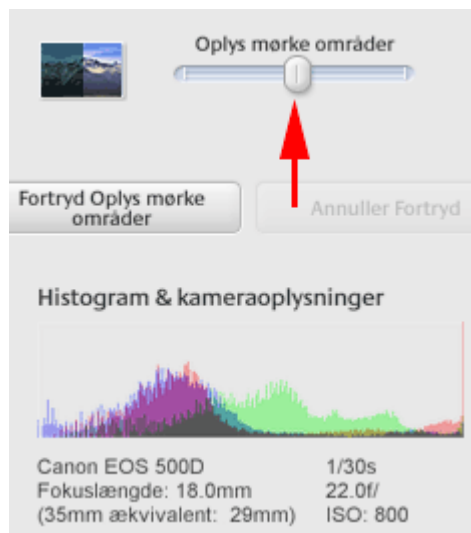 Oplys mørke områder
Fortryd Oplys mørke
områder
Annuller Fortryd
Histogram & kameraoplysninger
Canon EOS 500D 1/30s
Fokuslængde: 18.0mm 22.0f/
(35mm ækvivalent: 29mm) ISO: 800